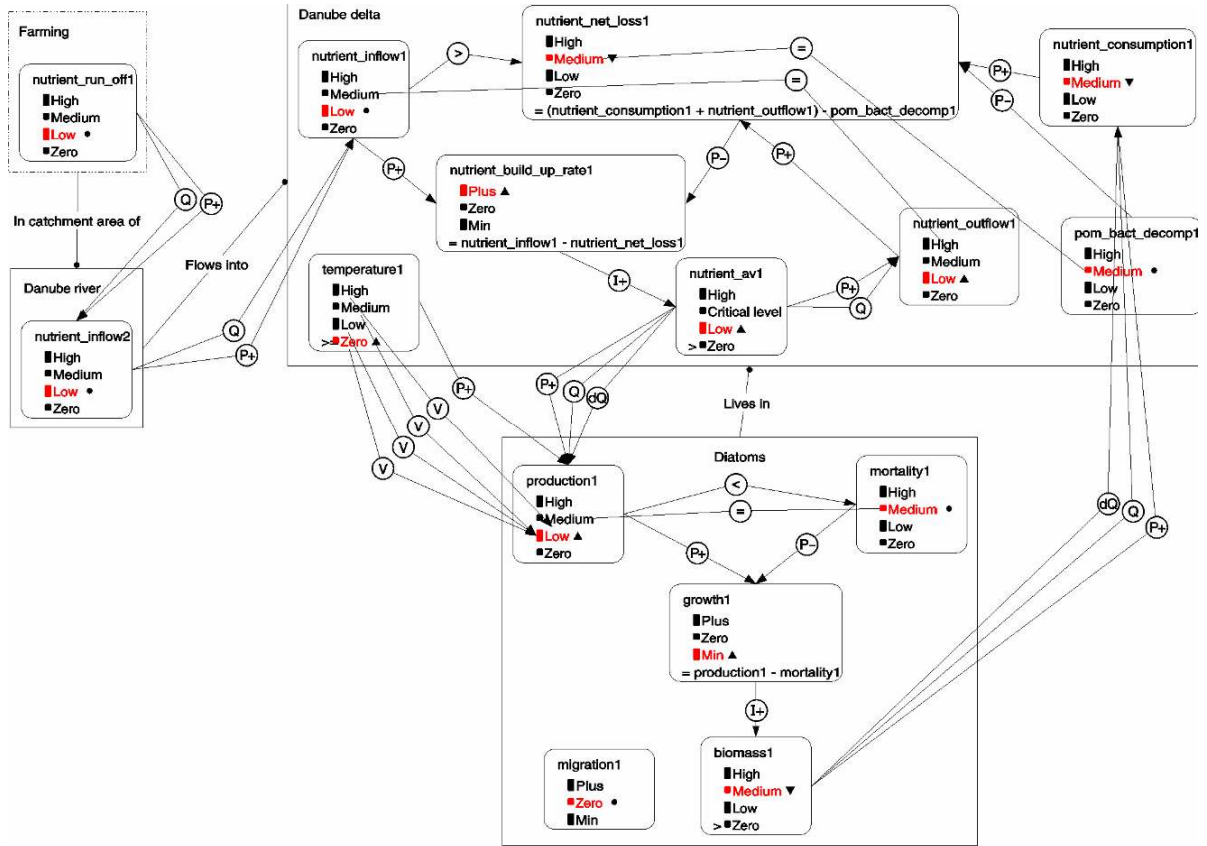 Farming
nutrient_run_off1
High
Medium
Low
Zero
Q
P+
In catchment area of
Danube river
nutrient_inflow2
High
Medium
Low
Zero
Flows into
Q
P+
Danube delta
nutrient_inflow1
High
Medium
Low
Zero
>
nutrient_net_loss1
High
Medium
Low
Zero
= (nutrient_consumption1 + nutrient_outflow1) - pom_bact_decomp1
=
=
nutrient_consumption1
High
Medium
Low
Zero
P+
P-
P+
P-
P+
nutrient_build_up_rate1
Plus
Zero
Min
= nutrient_inflow1 - nutrient_net_loss1
I+
temperature1
High
Medium
Low
>= Zero
nutrient_av1
High
Critical level
Low
> Zero
P+
Q
nutrient_outflow1
High
Medium
Low
Zero
pom_bact_decomp1
High
Medium
Low
Zero
P+
V
V
V
V
P+
Q
dQ
Lives in
Diatoms
production1
High
Medium
Low
Zero
<
=
mortality1
High
Medium
Low
Zero
P+
P-
growth1
Plus
Zero
Min
= production1 - mortality1
I+
migration1
Plus
Zero
Min
biomass1
High
Medium
Low
> Zero
dQ
Q
P+